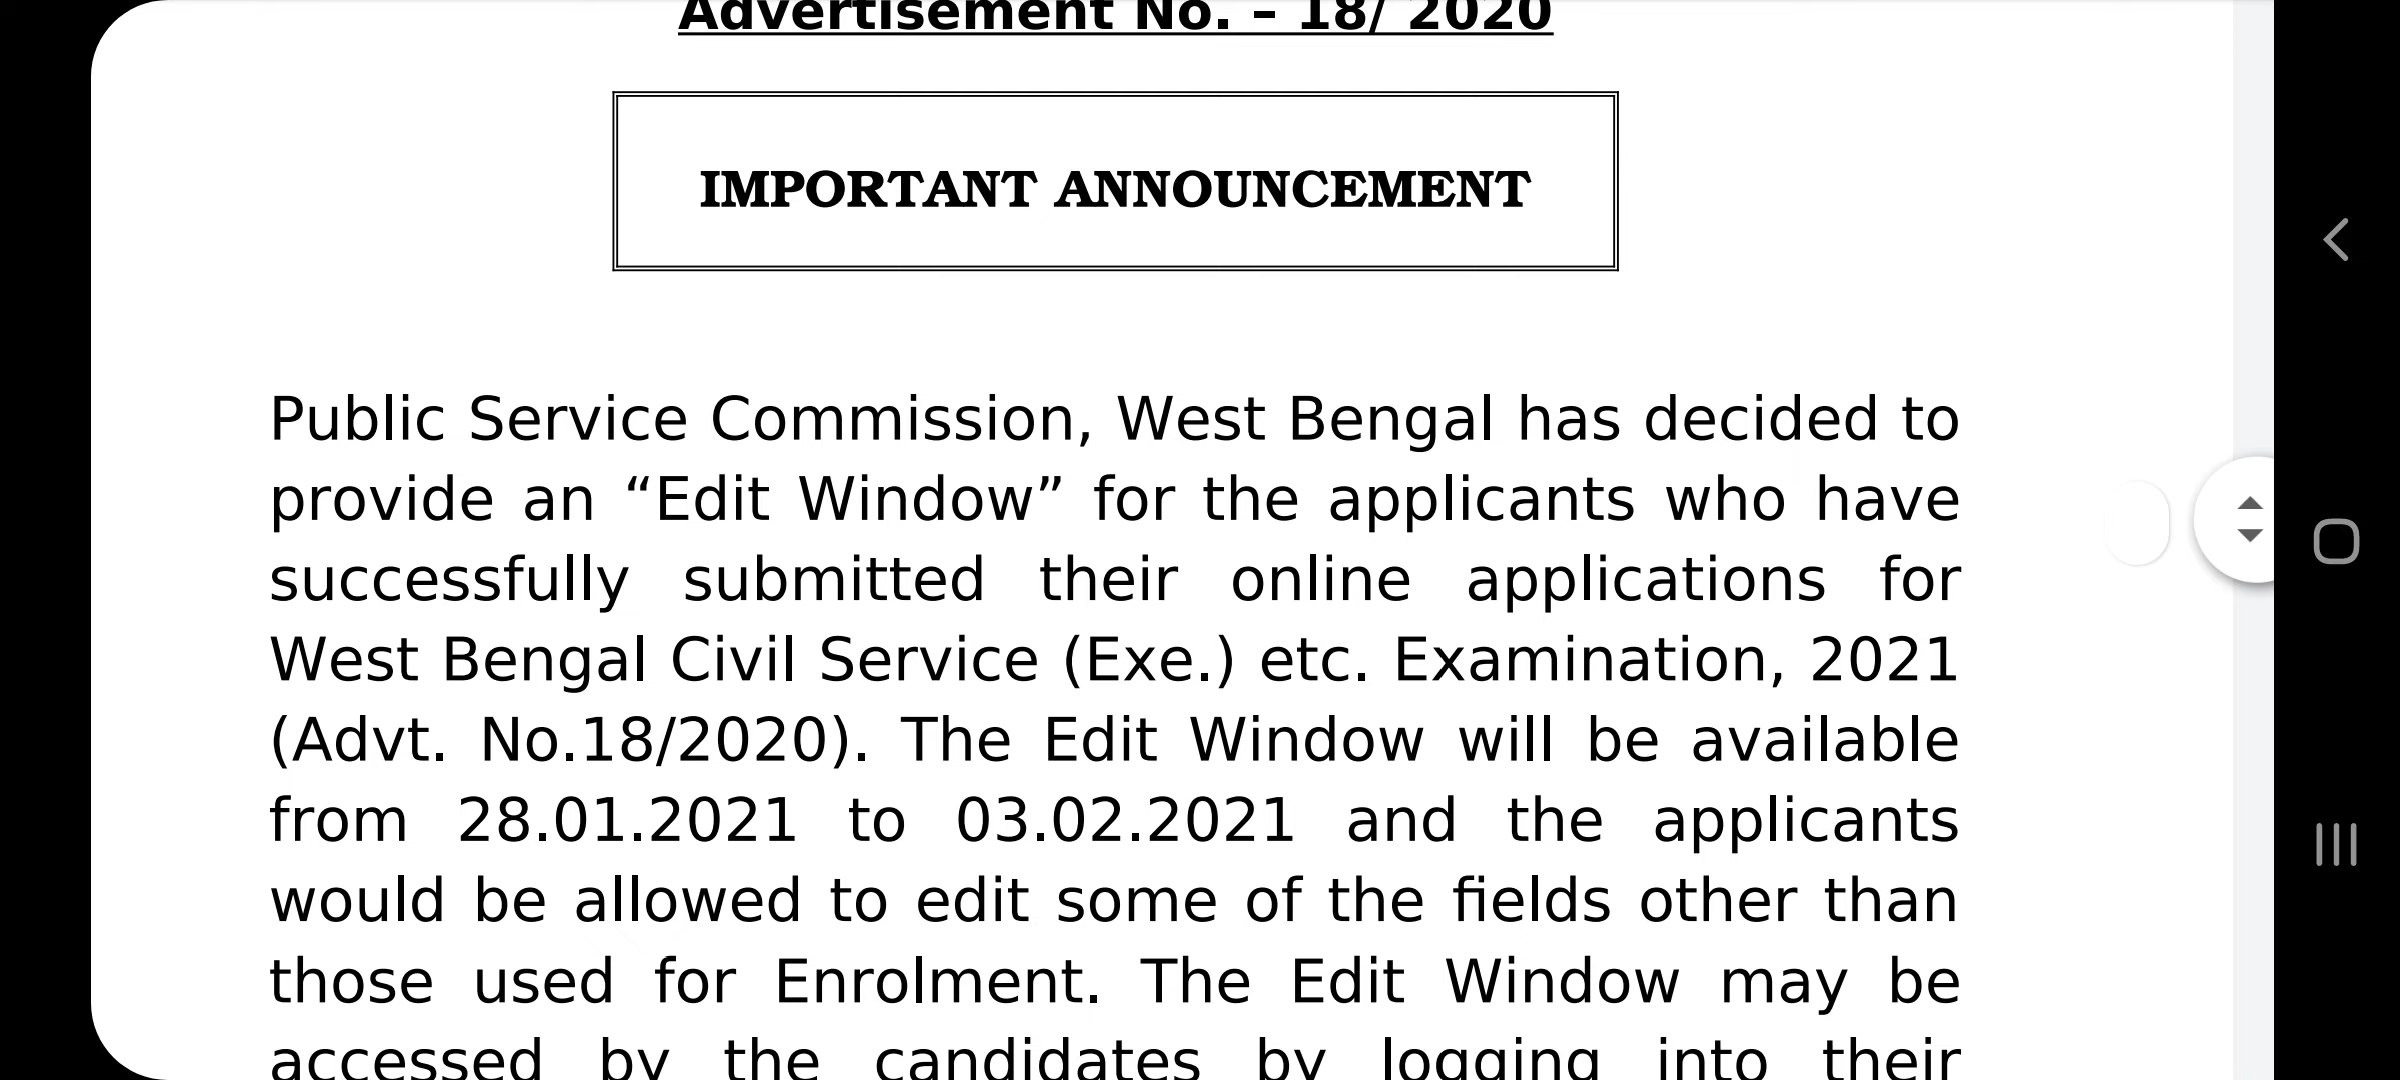 Advertisement No. – 18/ 2020
IMPORTANT ANNOUNCEMENT
Public Service Commission, West Bengal has decided to
provide an “Edit Window” for the applicants who have
successfully submitted their online applications for
West Bengal Civil Service (Exe.) etc. Examination, 2021
(Advt. No.18/2020). The Edit Window will be available
from 28.01.2021 to 03.02.2021 and the applicants
would be allowed to edit some of the fields other than
those used for Enrolment. The Edit Window may be
accessed by the candidates by logging into their